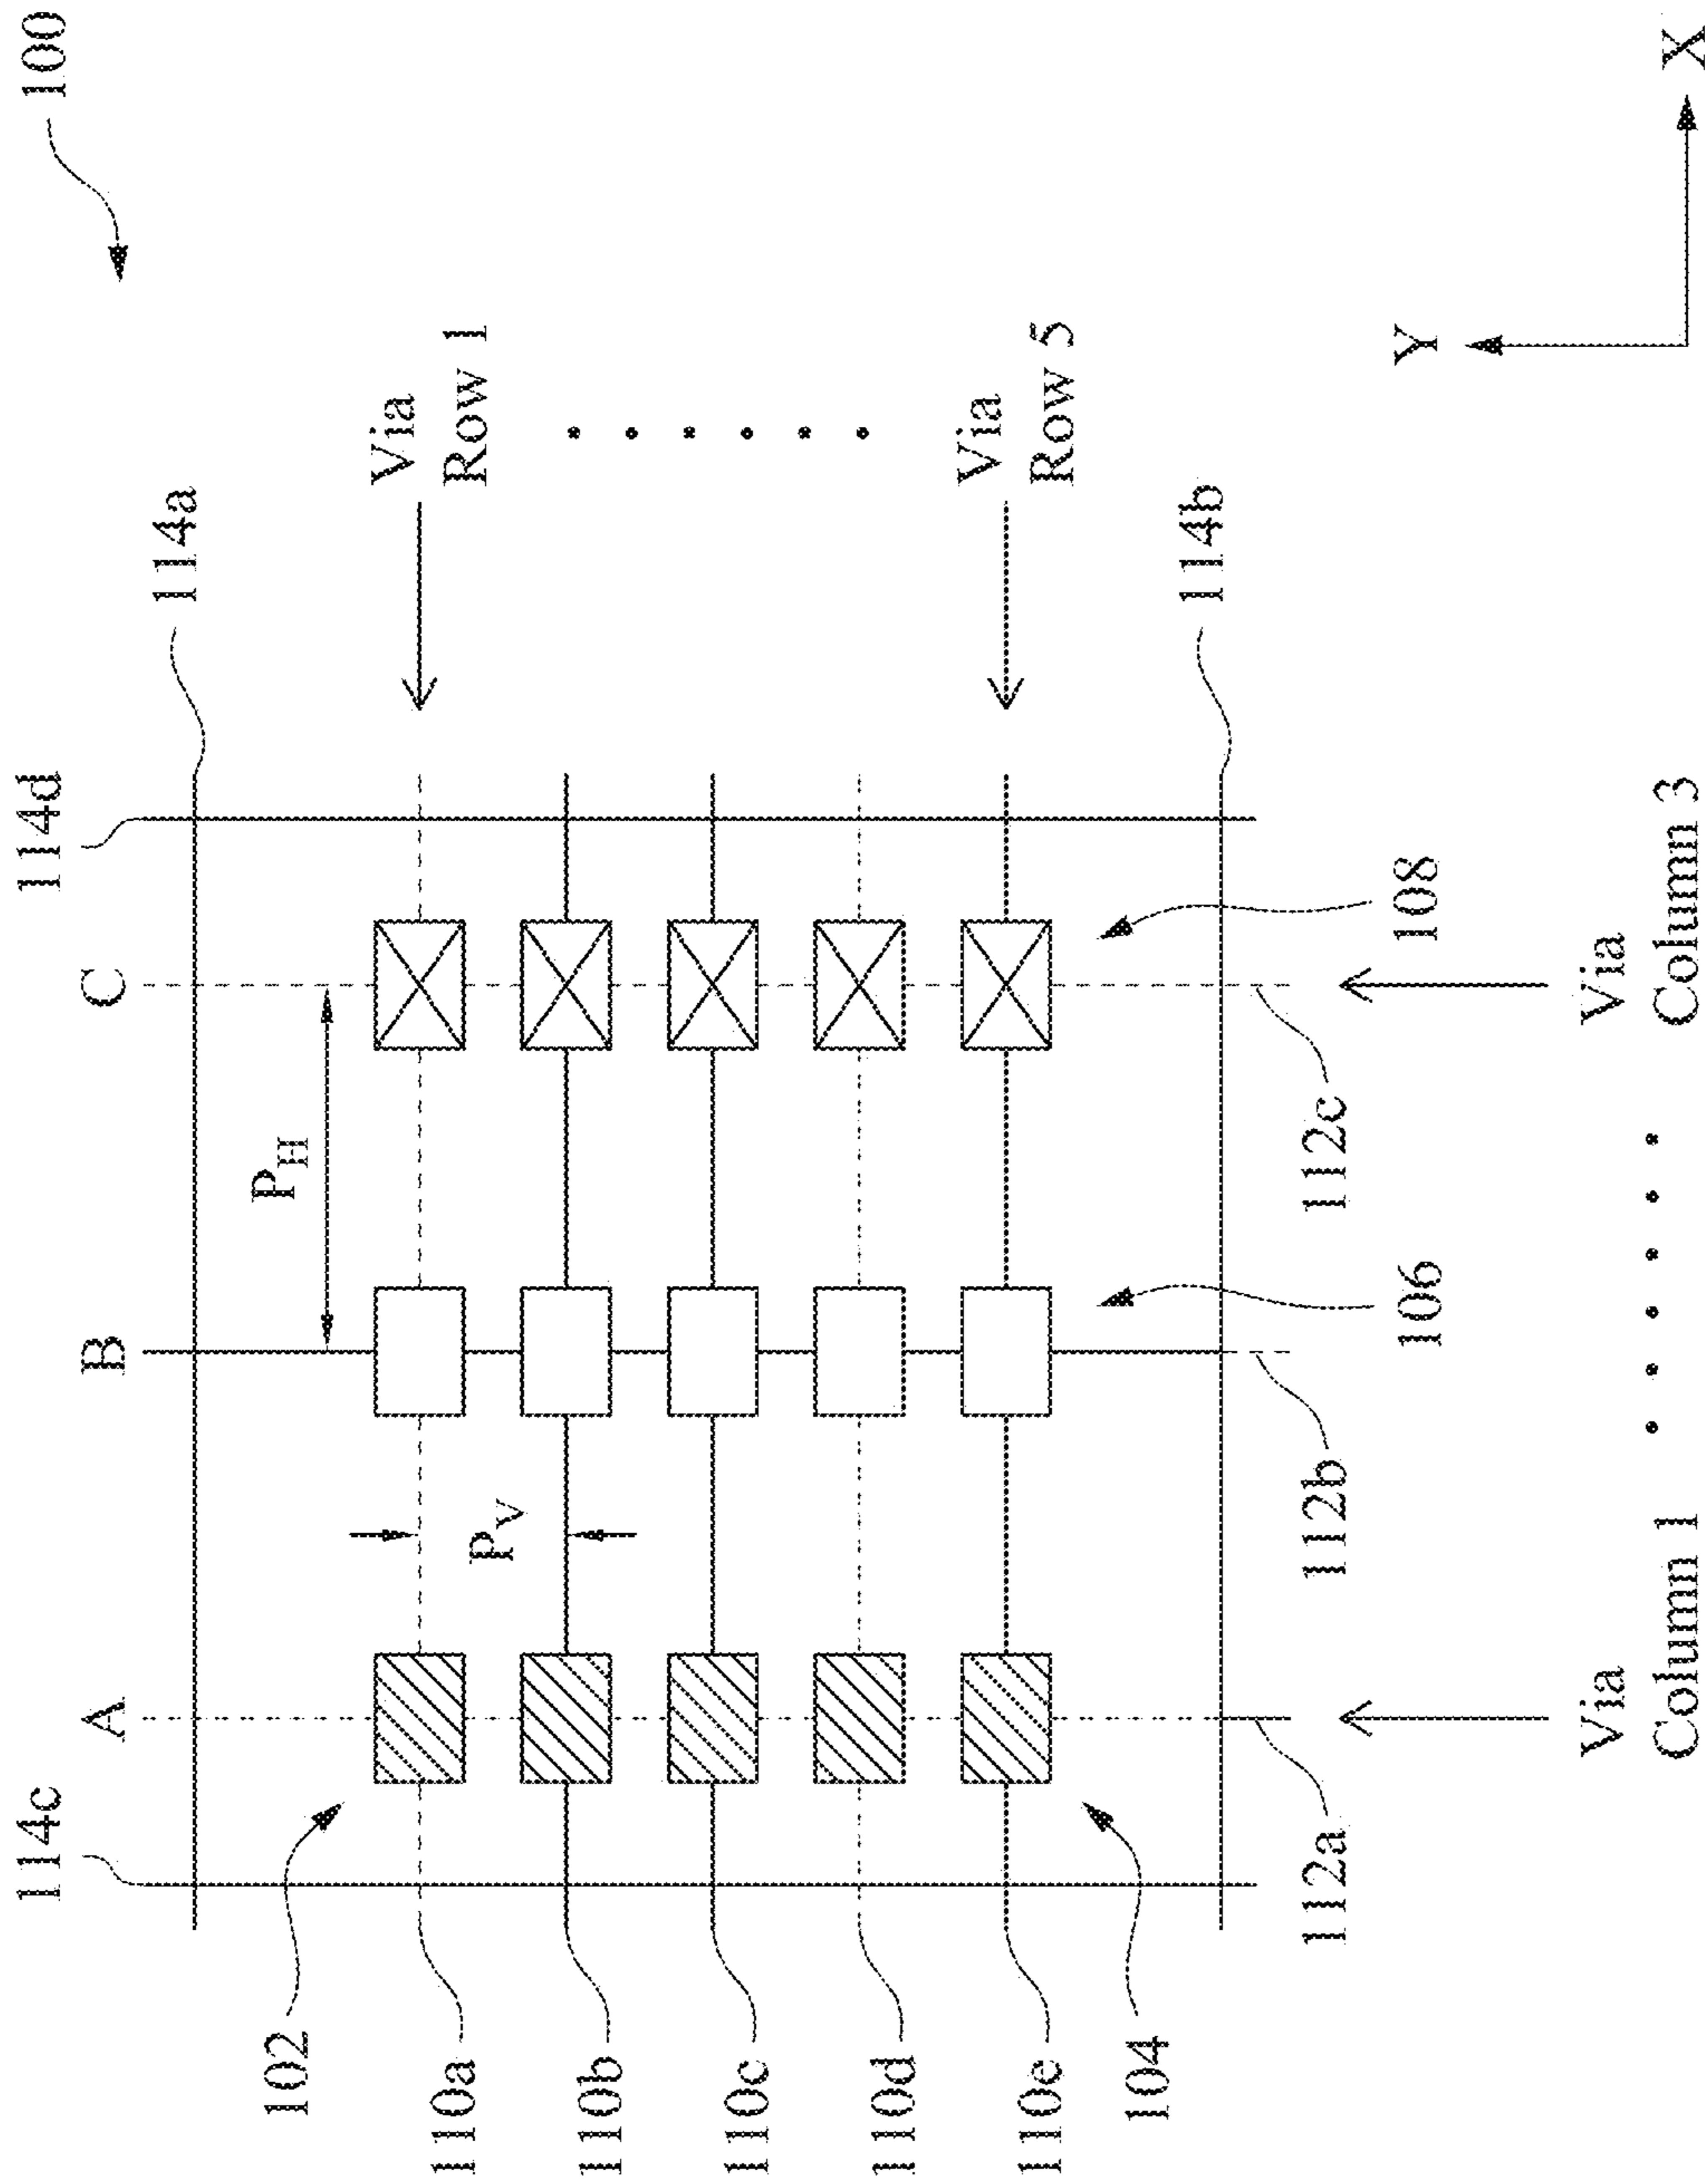 100
114d
114c
C
B
A
114a
P_H
P_V
Via
Row 1
102
110a
110b
110c
110d
110e
104
Via
Row 5
114b
108
106
112c
112b
112a
Via
Column 1
Via
Column 3
Y
X